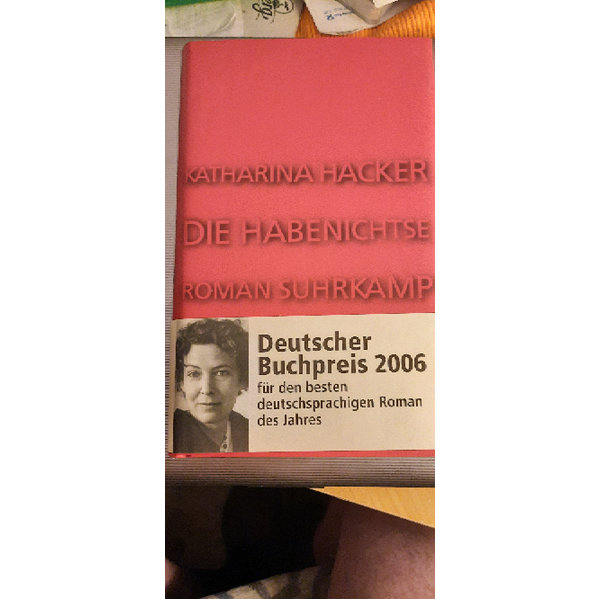 KATHARINA HACKER
DIE HABENICHTSE
ROMAN SUHRKAMP
Deutscher
Buchpreis 2006
für den besten
deutschsprachigen Roman
des Jahres